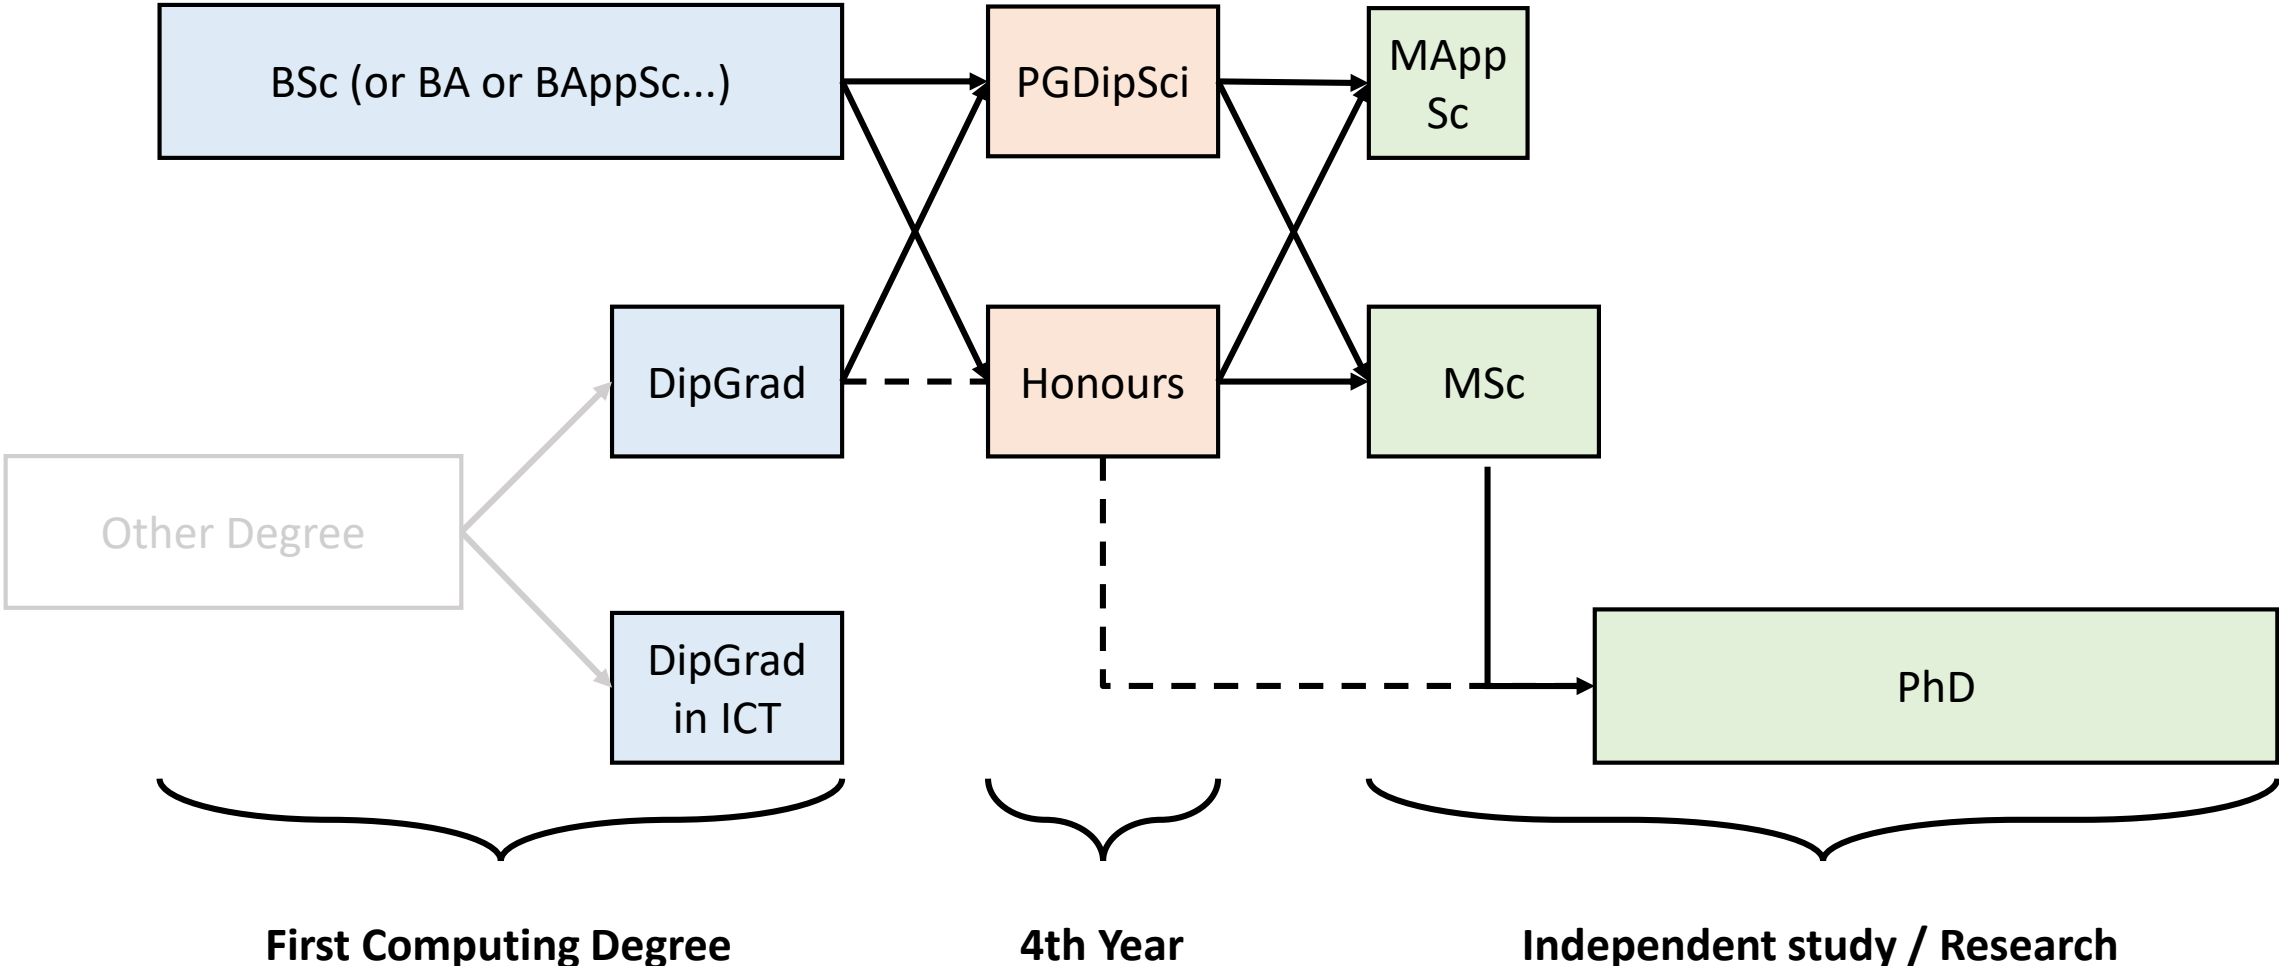 BSc (or BA or BAppSc...)
PGDipSci
MApp
Sc
DipGrad
Honours
MSc
Other Degree
DipGrad
in ICT
PhD
First Computing Degree
4th Year
Independent study / Research